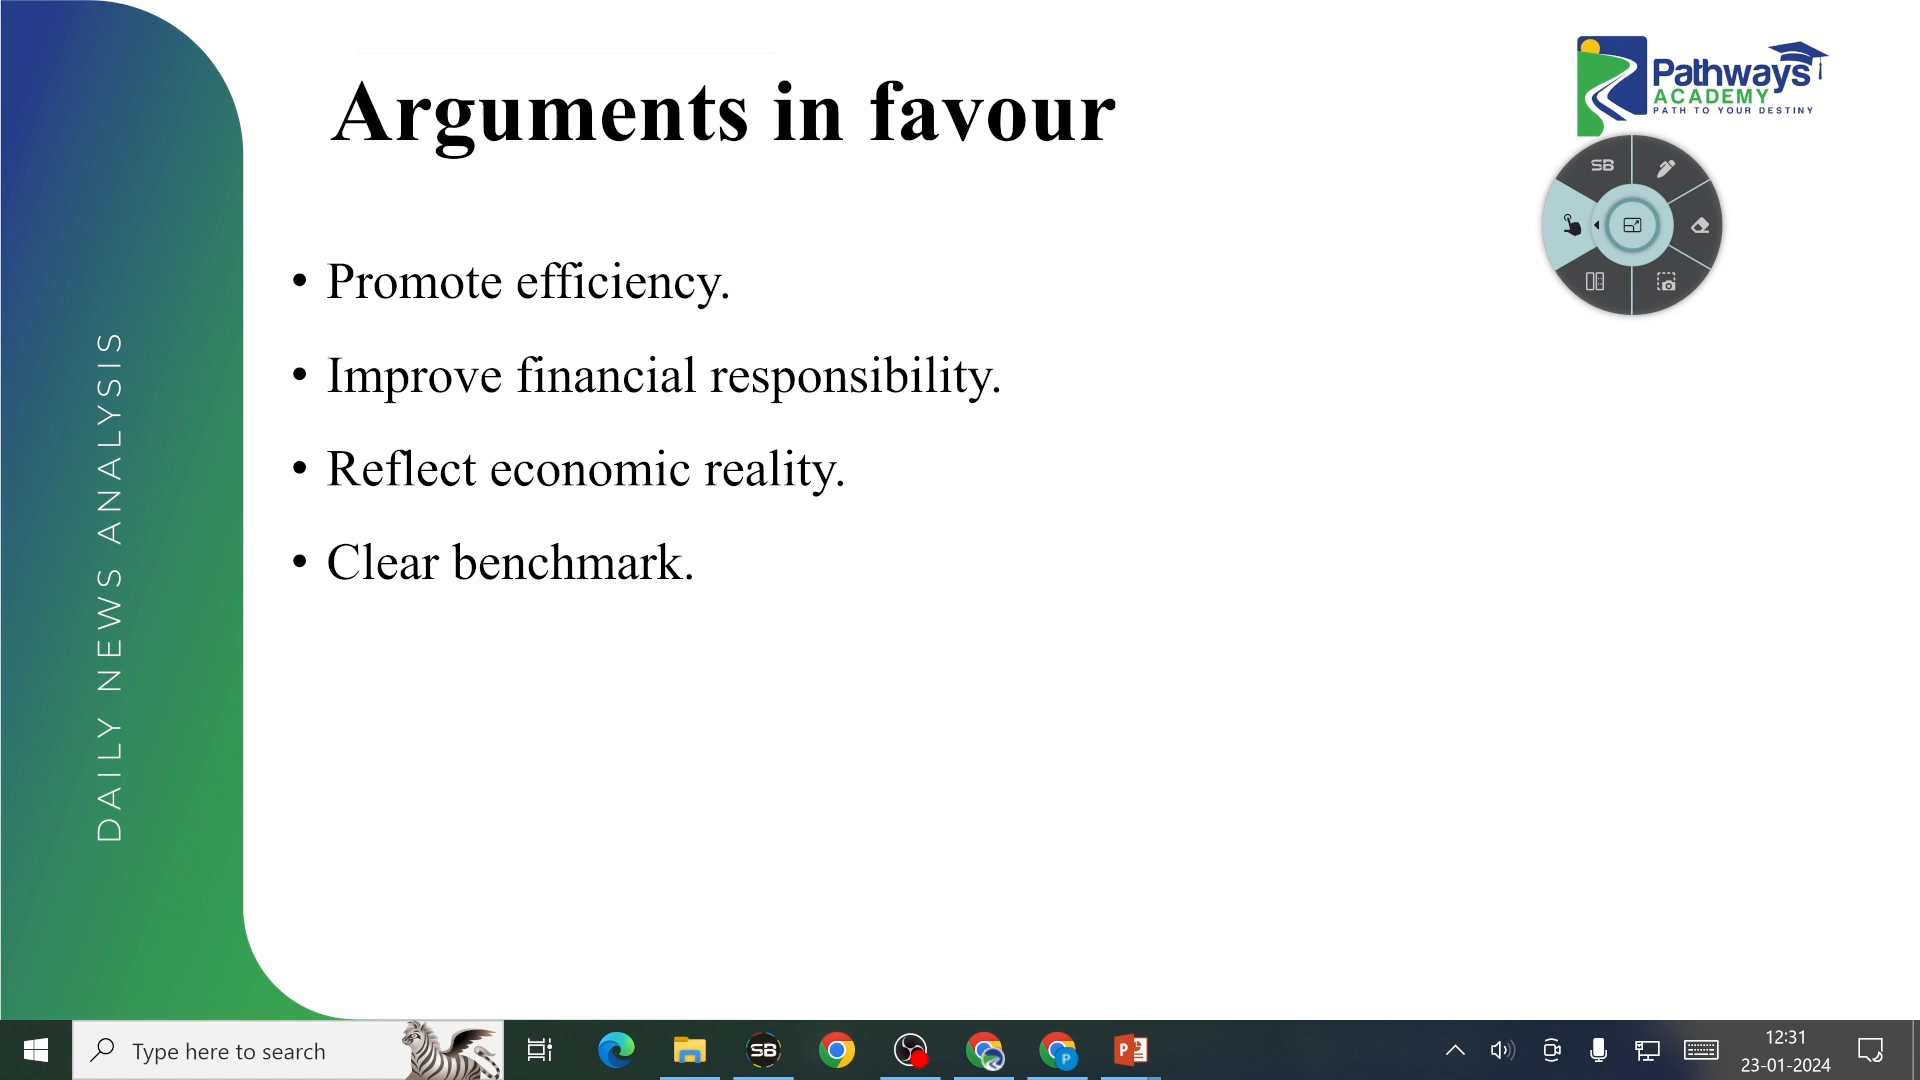 Arguments in favour
Pathways
ACADEMY
PATH TO YOUR DESTINY
SB
• Promote efficiency.
• Improve financial responsibility.
• Reflect economic reality.
• Clear benchmark.
DAILY NEWS ANALYSIS
Type here to search
SB
P
P
12:31
23-01-2024